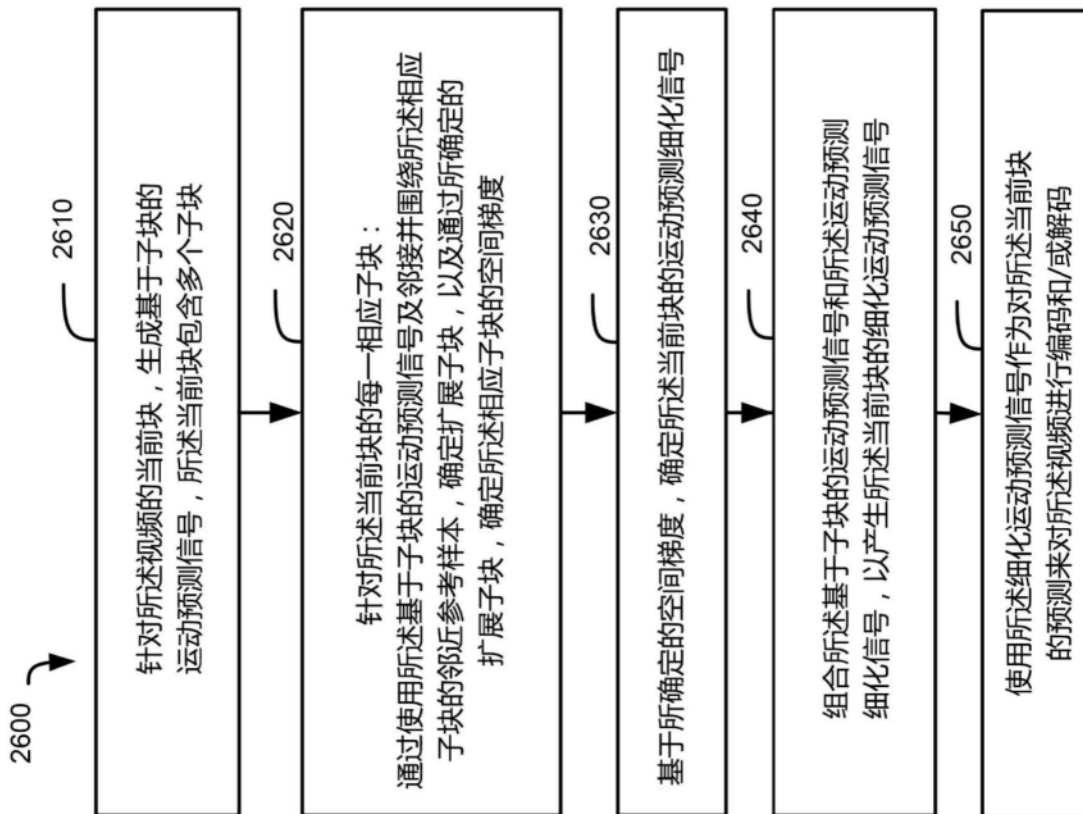 2600
2610
针对所述视频的当前块，生成基于子块的
运动预测信号，所述当前块包含多个子块
2620
针对所述当前块的每一相应子块：
通过使用所述基于子块的运动预测信号及邻接并围绕所述相应
子块的邻近参考样本，确定扩展子块，以及通过所确定的
扩展子块，确定所述相应子块的空间梯度
2630
基于所确定的空间梯度，确定所述当前块的运动预测细化信号
2640
组合所述基于子块的运动预测信号和所述运动预测
细化信号，以产生所述当前块的细化运动预测信号
2650
使用所述细化运动预测信号作为对所述当前块
的预测来对所述视频进行编码和/或解码